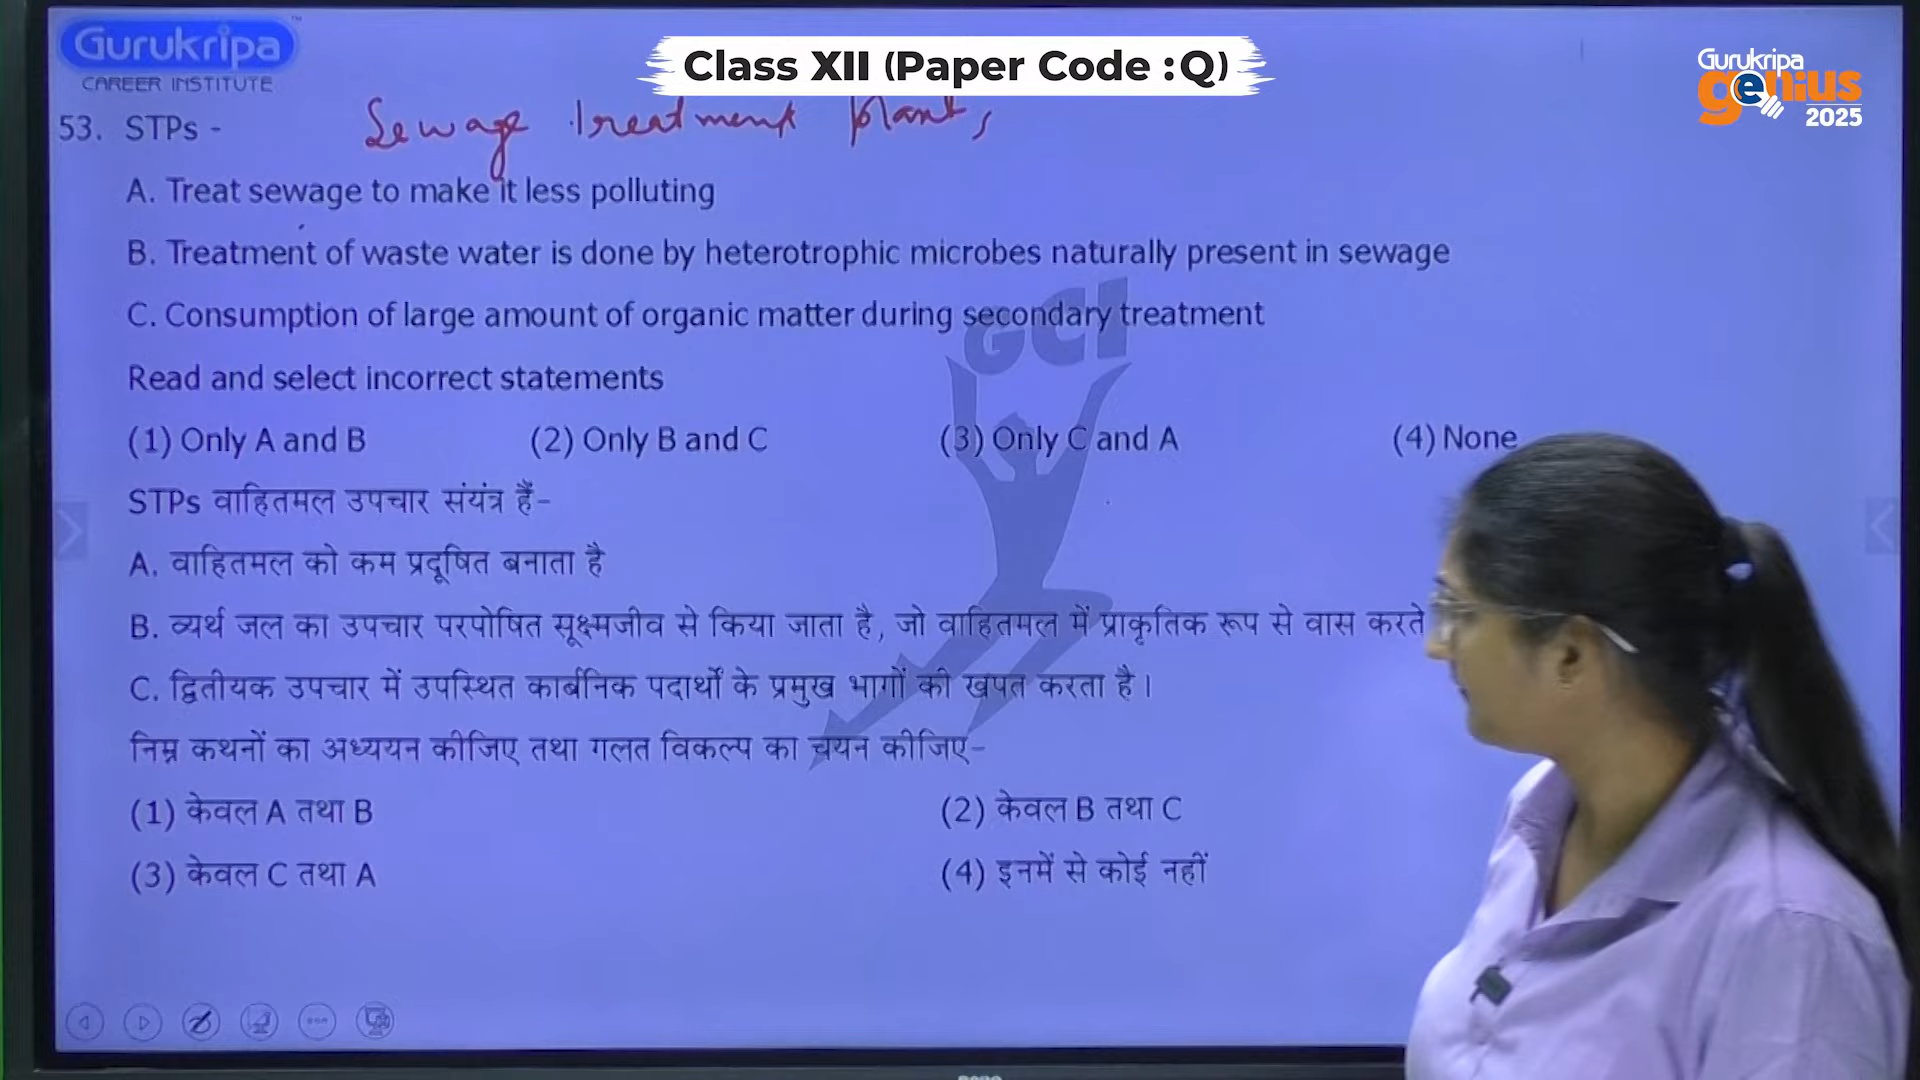 Gurukripa
CAREER INSTITUTE
Class XII (Paper Code :Q)
Gurukripa
genius
2025
53. STPs -
Sewage treatment plants
A. Treat sewage to make it less polluting
B. Treatment of waste water is done by heterotrophic microbes naturally present in sewage
C. Consumption of large amount of organic matter during secondary treatment
Read and select incorrect statements
(1) Only A and B (2) Only B and C (3) Only C and A (4) None
STPs वाहितमल उपचार संयंत्र हैं-
A. वाहितमल को कम प्रदूषित बनाता है
B. व्यर्थ जल का उपचार परपोषित सूक्ष्मजीव से किया जाता है, जो वाहितमल में प्राकृतिक रूप से वास करते
C. द्वितीयक उपचार में उपस्थित कार्बनिक पदार्थों के प्रमुख भागों की खपत करता है।
निम्न कथनों का अध्ययन कीजिए तथा गलत विकल्प का चयन कीजिए-
(1) केवल A तथा B (2) केवल B तथा C
(3) केवल C तथा A (4) इनमें से कोई नहीं
GCI